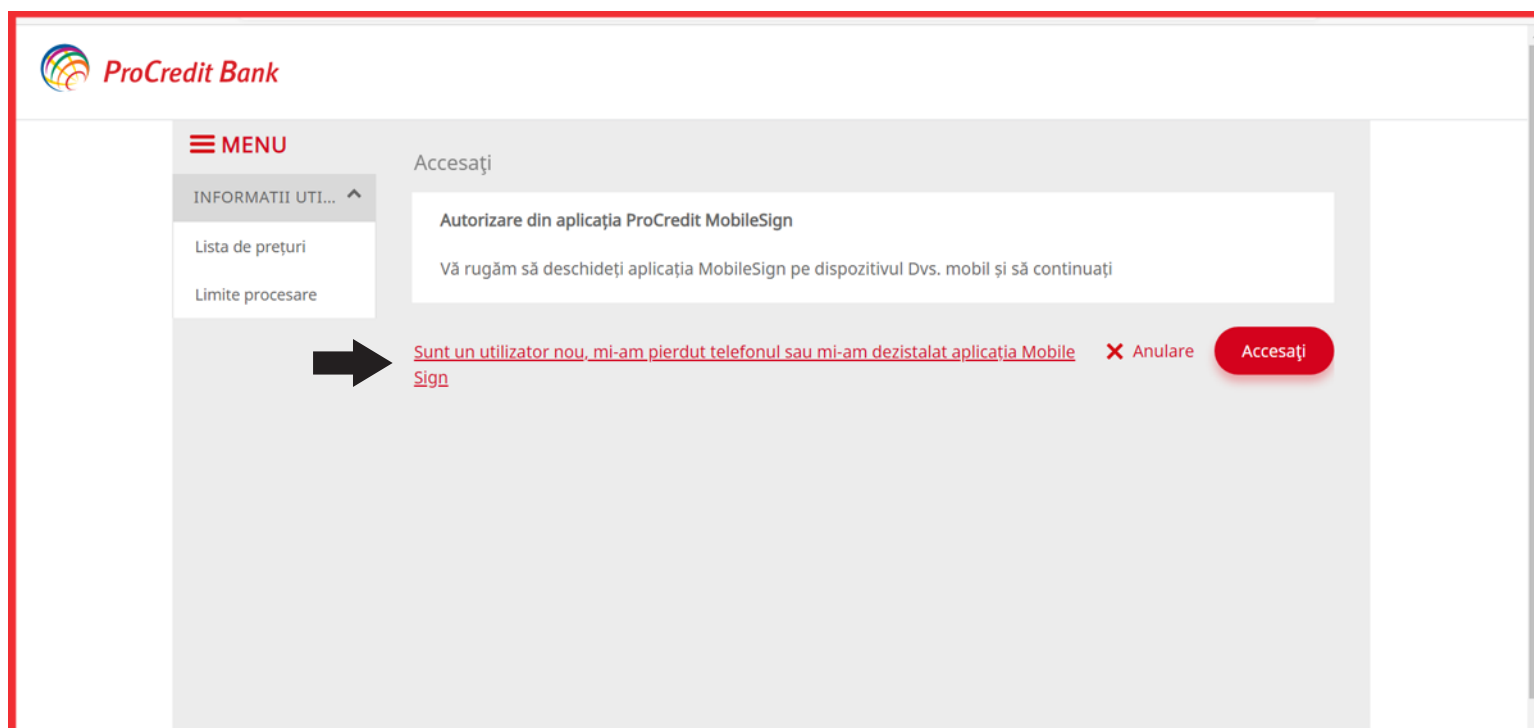 ProCredit Bank
MENU
INFORMATII UTI...
Lista de prețuri
Limite procesare
Accesaţi
Autorizare din aplicația ProCredit MobileSign
Vă rugăm să deschideți aplicația MobileSign pe dispozitivul Dvs. mobil și să continuați
Sunt un utilizator nou, mi-am pierdut telefonul sau mi-am dezistalat aplicația Mobile
Sign
Anulare
Accesaţi